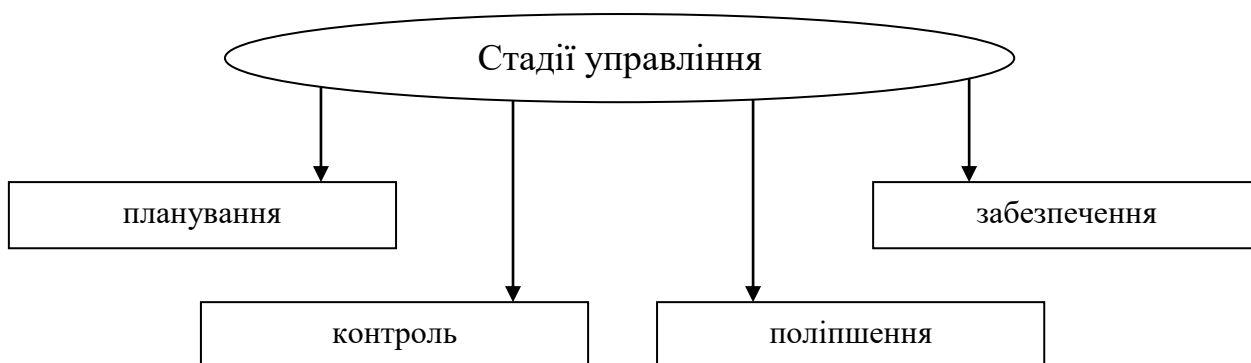 Стадії управління
планування
забезпечення
контроль
поліпшення